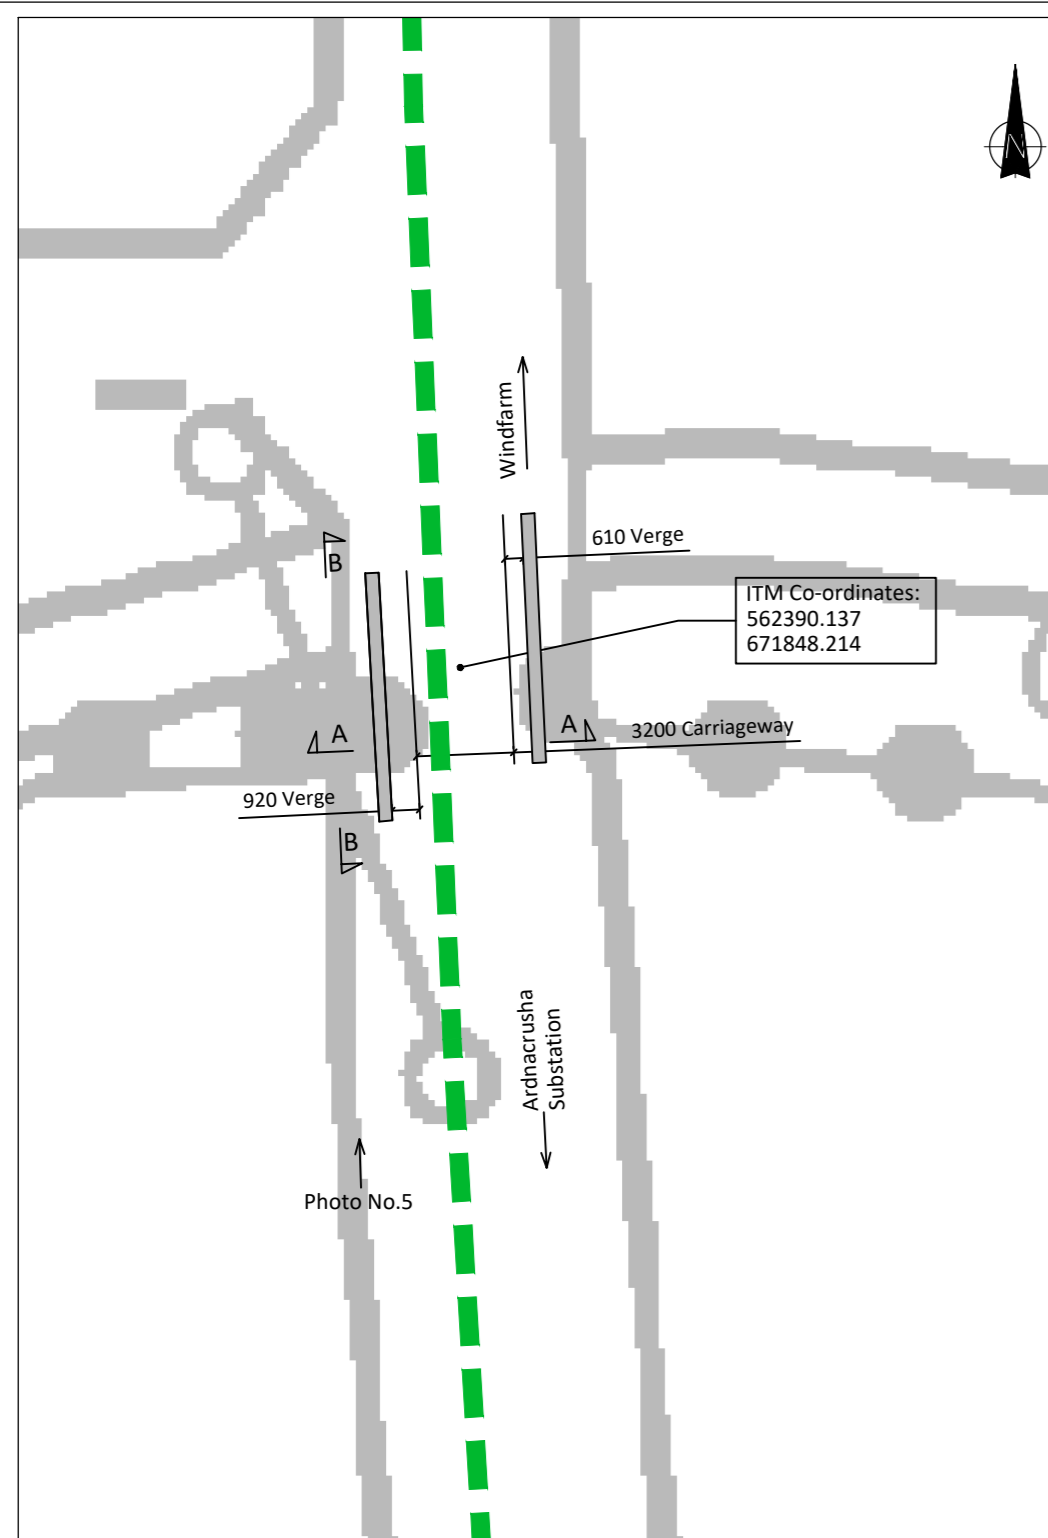 N
Windfarm
610 Verge
B
ITM Co-ordinates:
562390.137
671848.214
A
A
3200 Carriageway
920 Verge
B
Ardnacrusha
Substation
Photo No.5